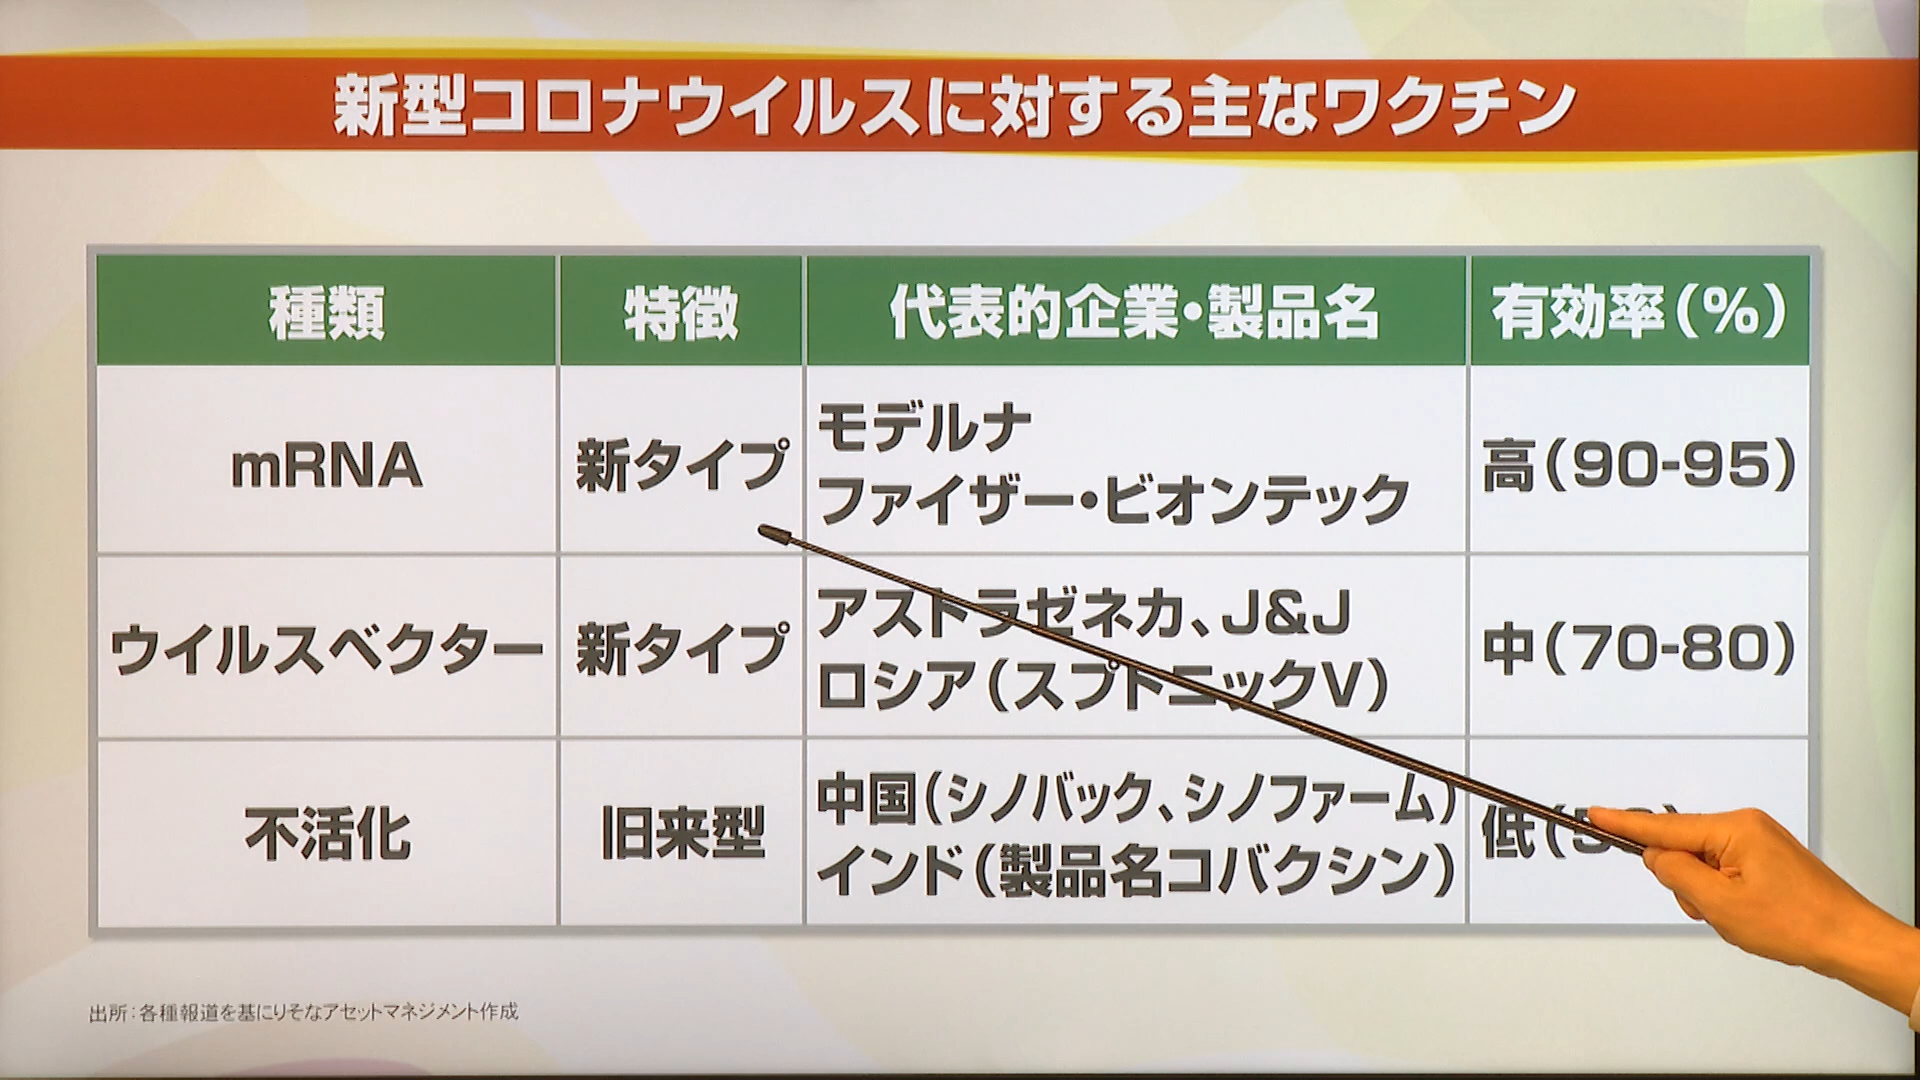 新型コロナウイルスに対する主なワクチン
種類 特徴 代表的企業・製品名 有効率(%)
mRNA 新タイプ モデルナ
ファイザー・ビオンテック 高(90-95)
ウイルスベクター 新タイプ アストラゼネカ、J&J
ロシア(スプトニックV) 中(70-80)
不活化 旧来型 中国(シノバック、シノファーム)
インド(製品名コバクシン) 低
出所:各種報道を基にりそなアセットマネジメント作成